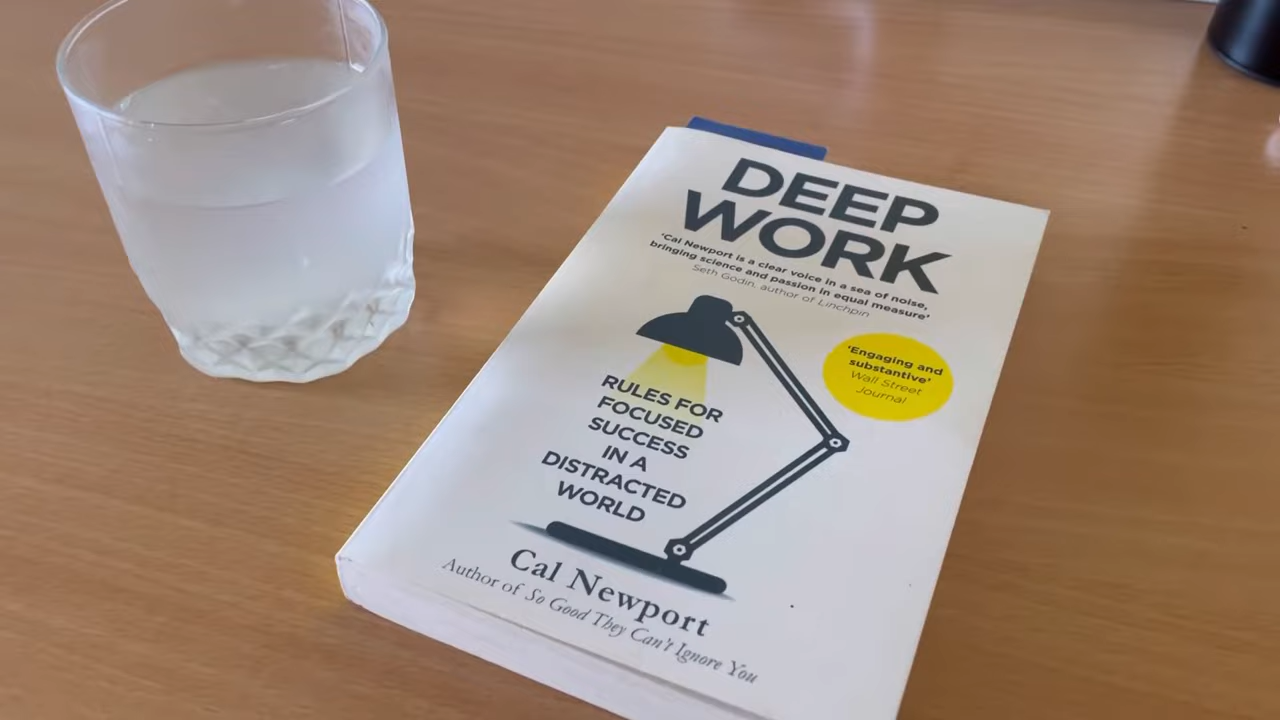 DEEP
WORK
'Cal Newport is a clear voice in a sea of noise,
bringing science and passion in equal measure'
Seth Godin, author of Linchpin
'Engaging and
substantive'
Wall Street
Journal
RULES FOR
FOCUSED
SUCCESS
IN A
DISTRACTED
WORLD
Cal Newport
Author of So Good They Can't Ignore You